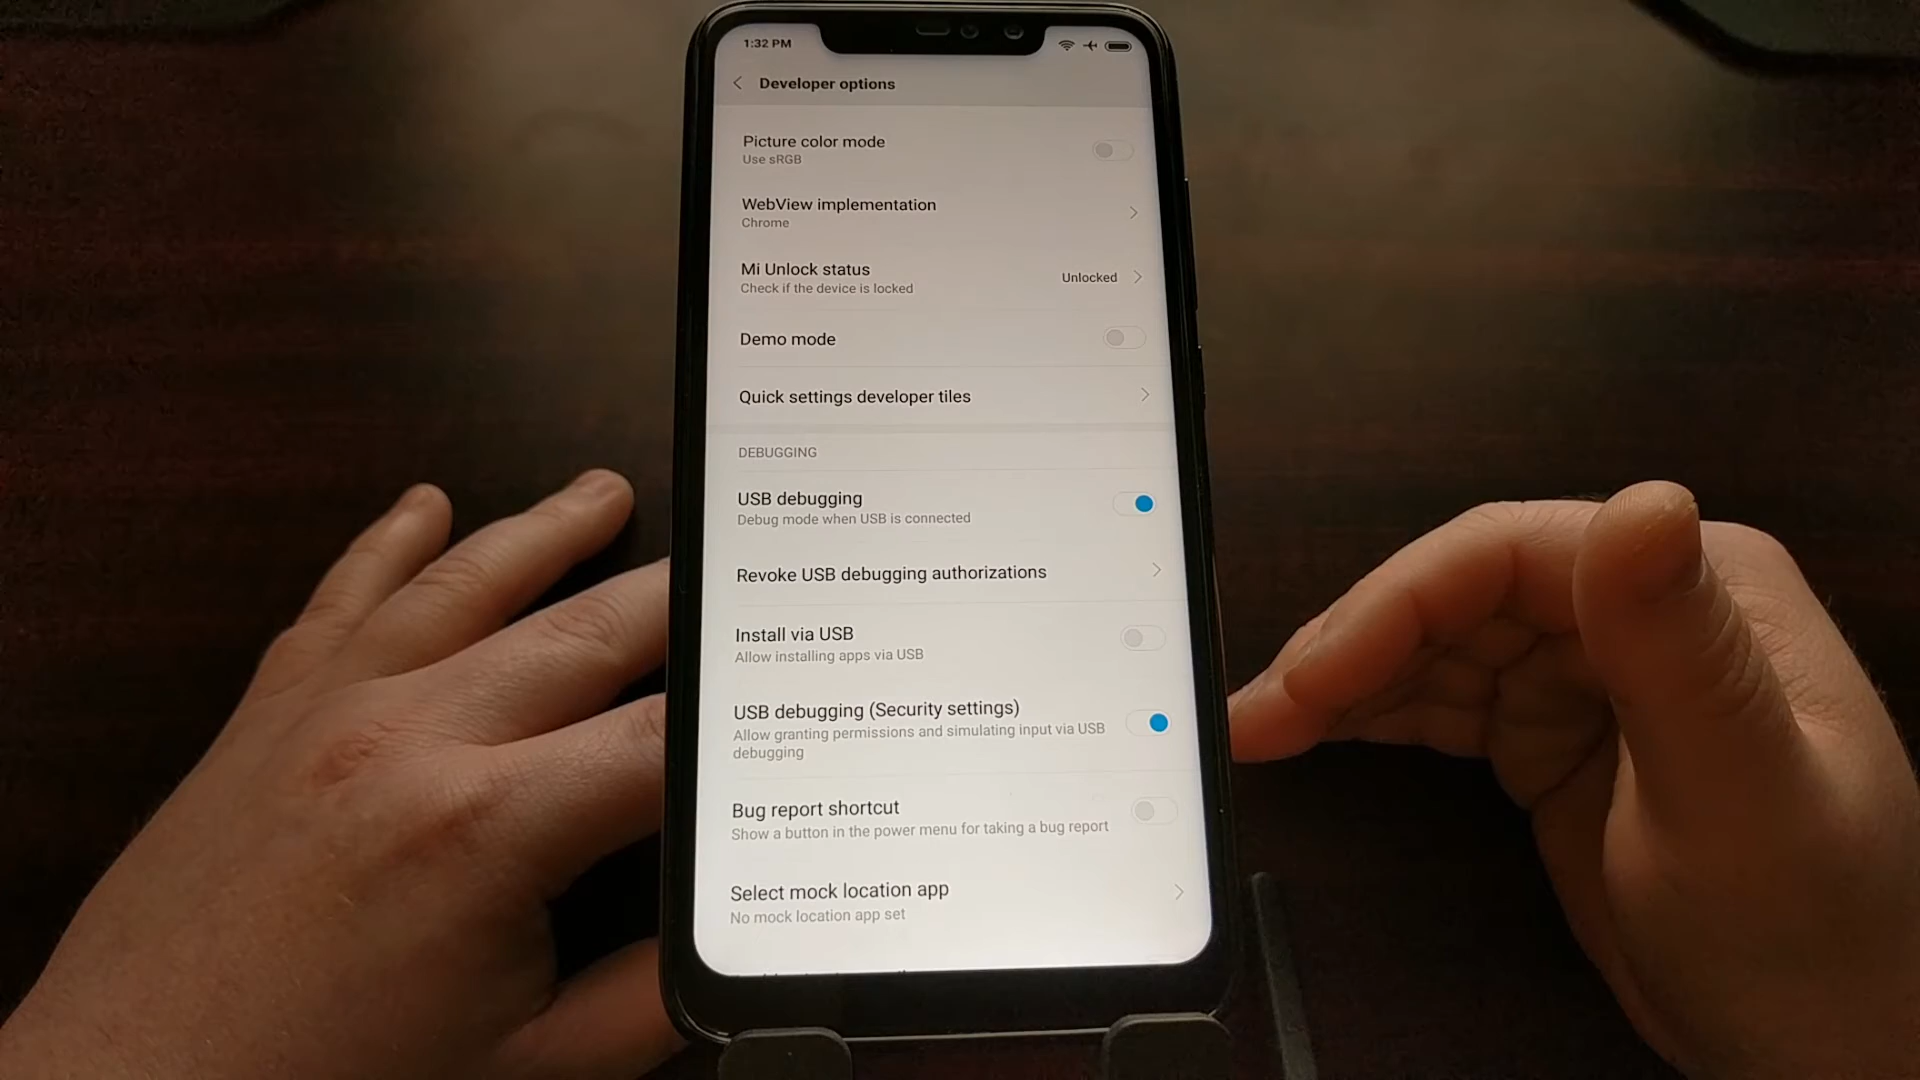 1:32 PM
Developer options
Picture color mode
Use sRGB
WebView implementation
Chrome
Mi Unlock status
Check if the device is locked
Unlocked
Demo mode
Quick settings developer tiles
DEBUGGING
USB debugging
Debug mode when USB is connected
Revoke USB debugging authorizations
Install via USB
Allow installing apps via USB
USB debugging (Security settings)
Allow granting permissions and simulating input via USB
debugging
Bug report shortcut
Show a button in the power menu for taking a bug report
Select mock location app
No mock location app set